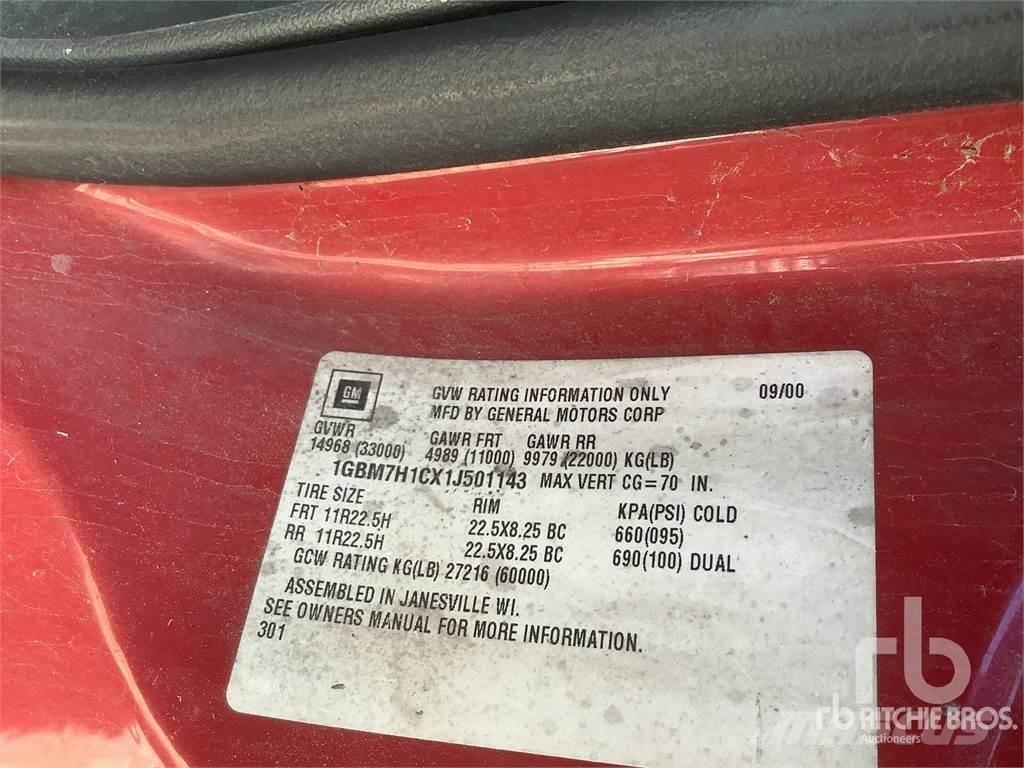 GM
GVW RATING INFORMATION ONLY 09/00
MFD BY GENERAL MOTORS CORP
GVWR GAWR FRT GAWR RR
14968 (33000) 4989 (11000) 9979 (22000) KG(LB)
1GBM7H1CX1J501143 MAX VERT CG=70 IN.
TIRE SIZE RIM KPA(PSI) COLD
FRT 11R22.5H 22.5X8.25 BC 660(095)
RR 11R22.5H 22.5X8.25 BC 690(100) DUAL
GCW RATING KG(LB) 27216 (60000)
ASSEMBLED IN JANESVILLE WI.
SEE OWNERS MANUAL FOR MORE INFORMATION.
301
rb
rb RITCHIE BROS.
Auctioneers